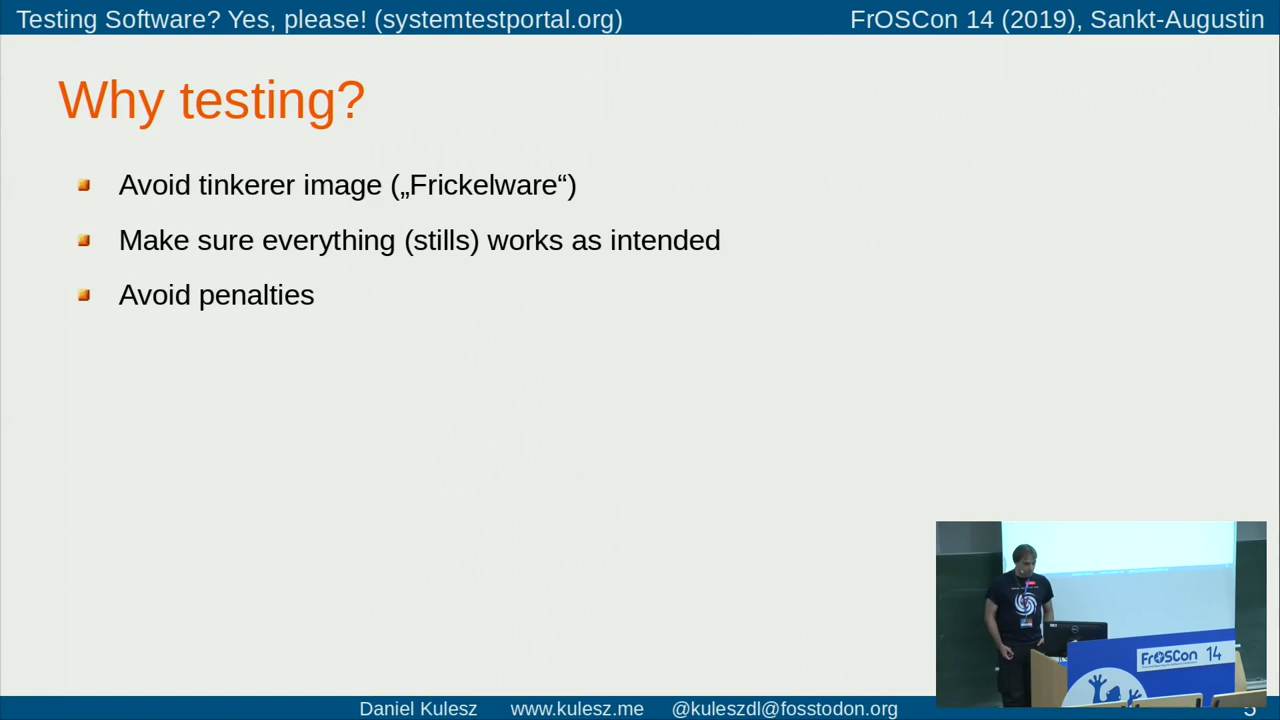 Testing Software? Yes, please! (systemtestportal.org)
FrOSCon 14 (2019), Sankt-Augustin
Why testing?
Avoid tinkerer image („Frickelware“)
Make sure everything (stills) works as intended
Avoid penalties
FrOSCon 14
Daniel Kulesz www.kulesz.me @kuleszdl@fosstodon.org
5